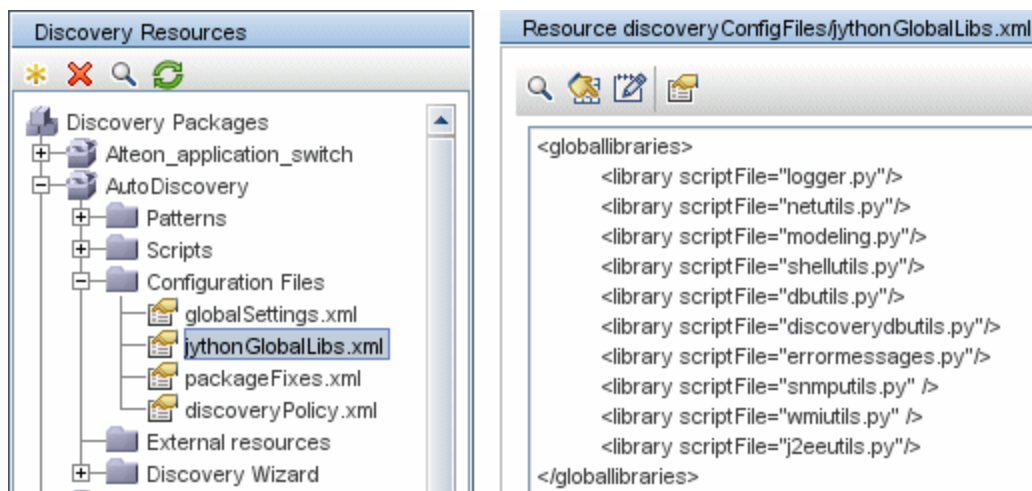 Discovery Resources
Discovery Packages
Alteon_application_switch
AutoDiscovery
Patterns
Scripts
Configuration Files
globalSettings.xml
jythonGlobalLibs.xml
packageFixes.xml
discoveryPolicy.xml
External resources
Discovery Wizard
Resource discoveryConfigFiles/jythonGlobalLibs.xml
<globallibraries>
<library scriptFile="logger.py"/>
<library scriptFile="netutils.py"/>
<library scriptFile="modeling.py"/>
<library scriptFile="shellutils.py"/>
<library scriptFile="dbutils.py"/>
<library scriptFile="discoverydbutils.py"/>
<library scriptFile="errormessages.py"/>
<library scriptFile="snmputils.py" />
<library scriptFile="wmiutils.py" />
<library scriptFile="j2eeutils.py"/>
</globallibraries>